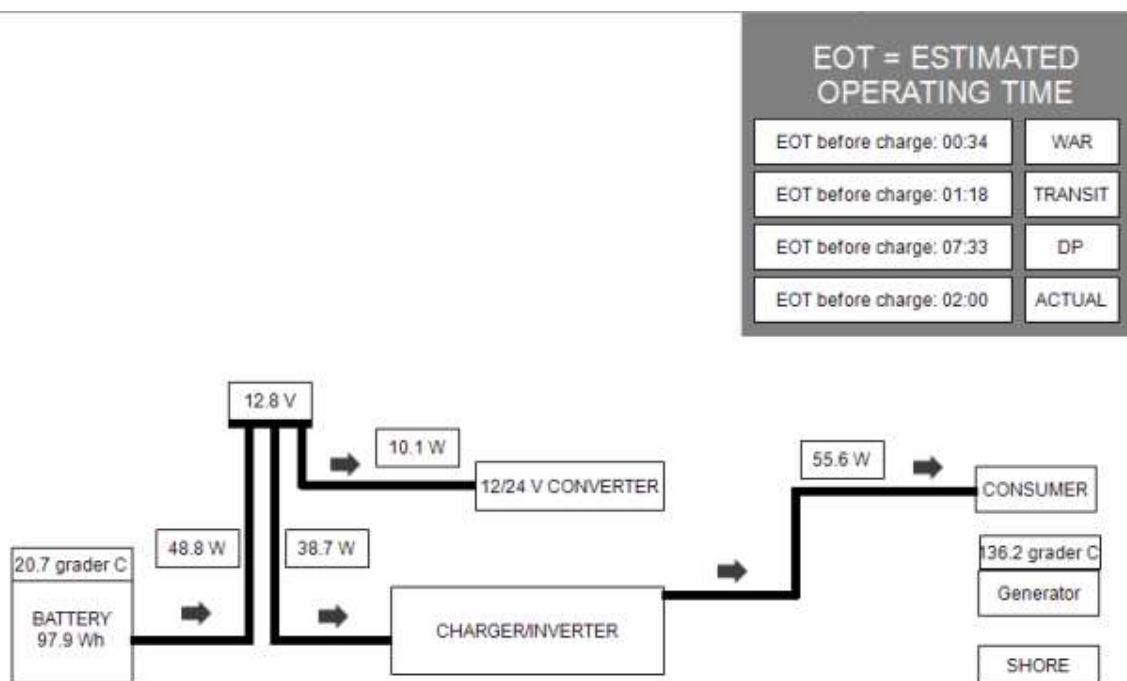 EOT = ESTIMATED
OPERATING TIME
EOT before charge: 00:34 WAR
EOT before charge: 01:18 TRANSIT
EOT before charge: 07:33 DP
EOT before charge: 02:00 ACTUAL
12.8 V
10.1 W
55.6 W
12/24 V CONVERTER
CONSUMER
48.8 W
38.7 W
20.7 grader C
136.2 grader C
Generator
BATTERY
97.9 Wh
CHARGER/INVERTER
SHORE